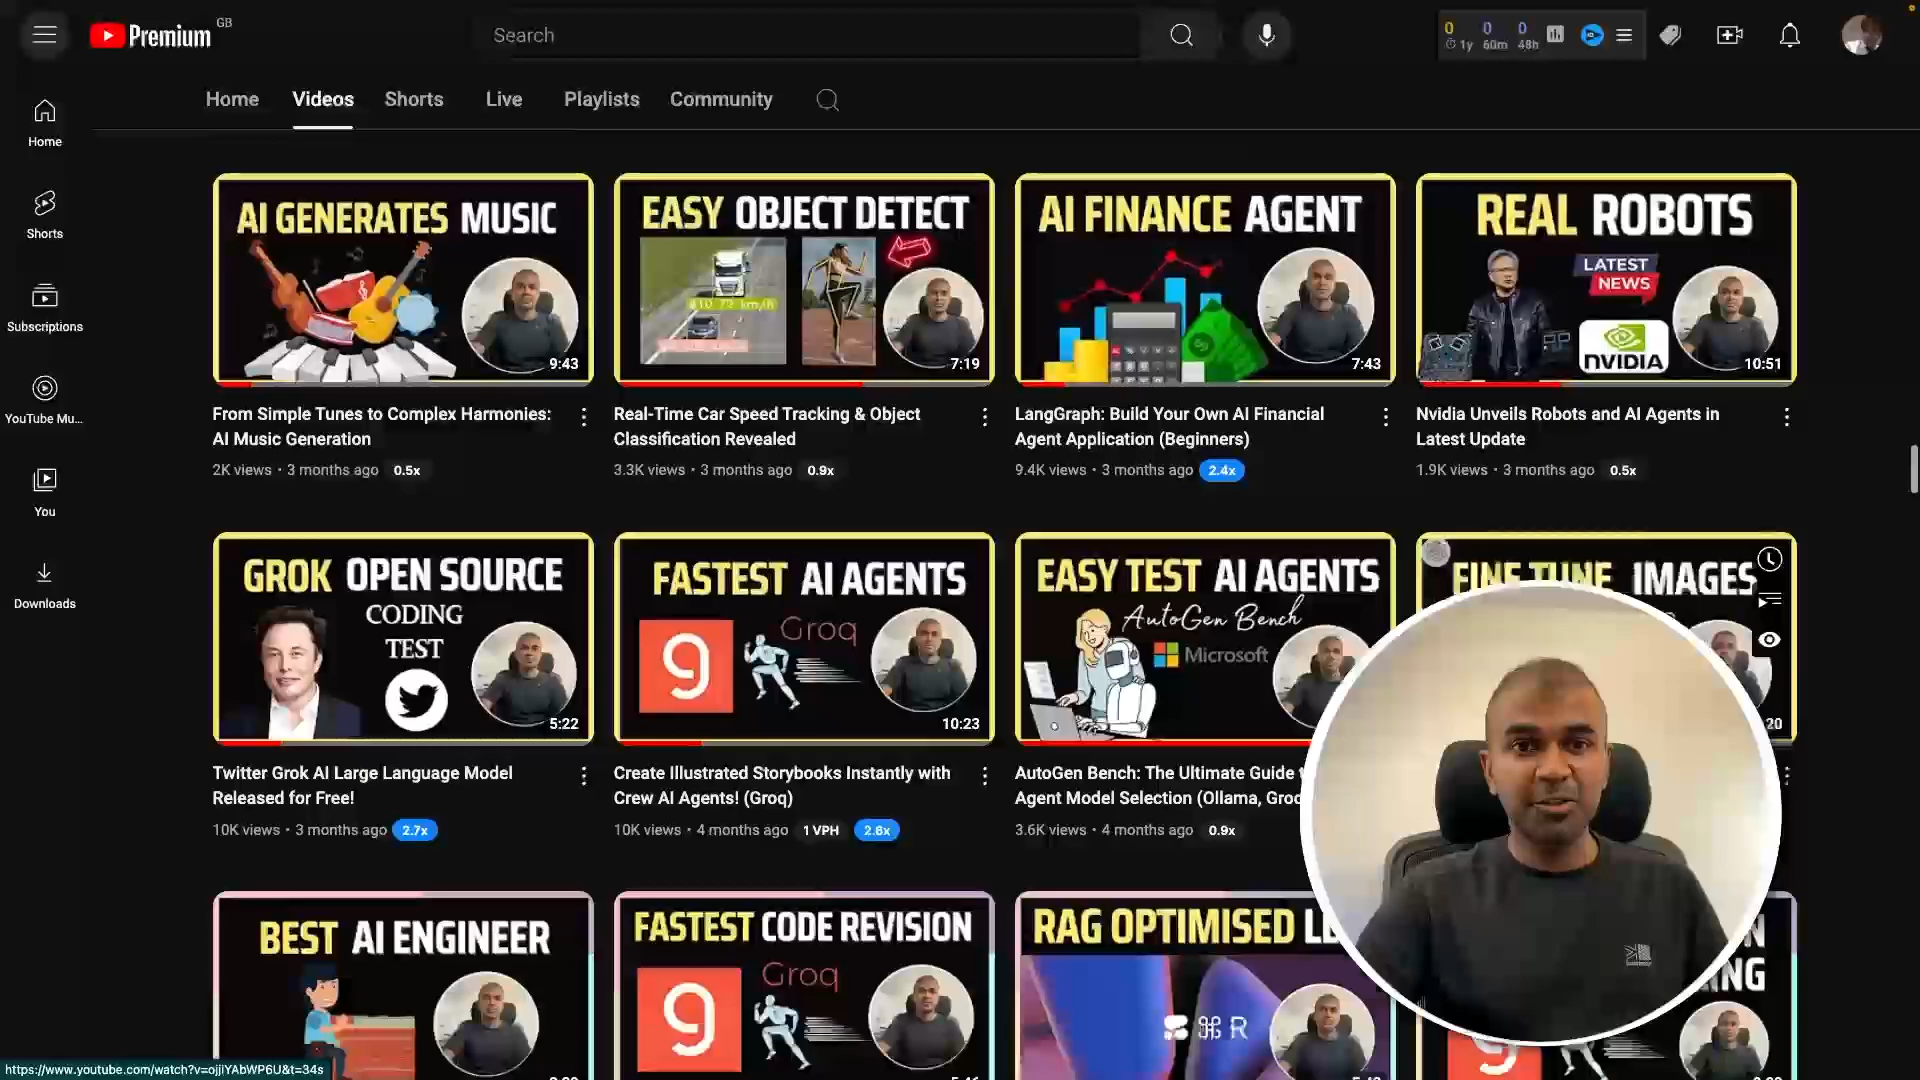 Premium GB
Search
0 0 0
1y 60m 48h
Home Videos Shorts Live Playlists Community
Home
Shorts
Subscriptions
YouTube Mu...
You
Downloads
AI GENERATES MUSIC
9:43
EASY OBJECT DETECT
7:19
AI FINANCE AGENT
7:43
REAL ROBOTS
LATEST
NEWS
NVIDIA
10:51
From Simple Tunes to Complex Harmonies:
AI Music Generation
2K views • 3 months ago 0.5x
Real-Time Car Speed Tracking & Object
Classification Revealed
3.3K views • 3 months ago 0.9x
LangGraph: Build Your Own AI Financial
Agent Application (Beginners)
9.4K views • 3 months ago 2.4x
Nvidia Unveils Robots and AI Agents in
Latest Update
1.9K views • 3 months ago 0.5x
GROK OPEN SOURCE
CODING
TEST
5:22
FASTEST AI AGENTS
g Groq
10:23
EASY TEST AI AGENTS
AutoGen Bench
Microsoft
FINE TUNE IMAGES
20
Twitter Grok AI Large Language Model
Released for Free!
10K views • 3 months ago 2.7x
Create Illustrated Storybooks Instantly with
Crew AI Agents! (Groq)
10K views • 4 months ago 1 VPH 2.6x
AutoGen Bench: The Ultimate Guide
Agent Model Selection (Ollama, Groq
3.6K views • 4 months ago 0.9x
BEST AI ENGINEER
FASTEST CODE REVISION
g Groq
RAG OPTIMISED
⌘ R
https://www.youtube.com/watch?v=ojjIYAbWP6U&t=34s